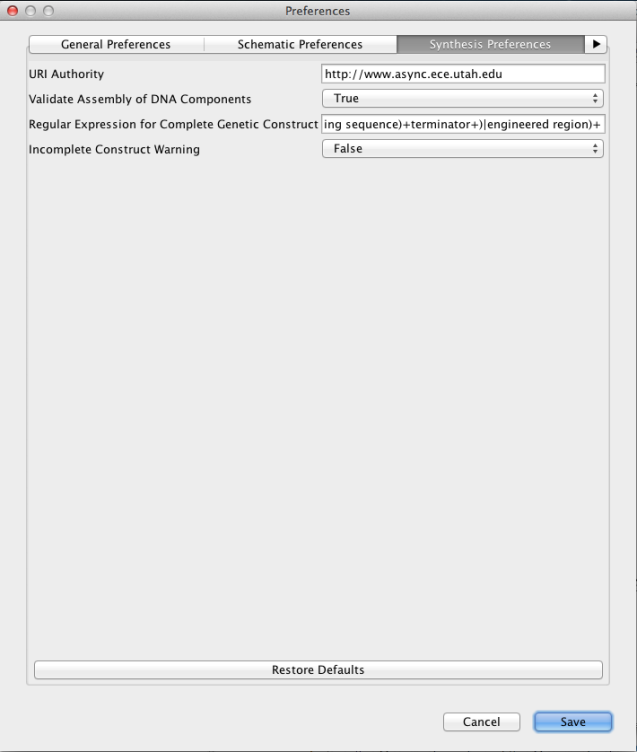 Preferences
General Preferences Schematic Preferences Synthesis Preferences
URI Authority http://www.async.ece.utah.edu
Validate Assembly of DNA Components True
Regular Expression for Complete Genetic Construct ing sequence)+terminator+)|engineered region)+
Incomplete Construct Warning False
Restore Defaults
Cancel Save